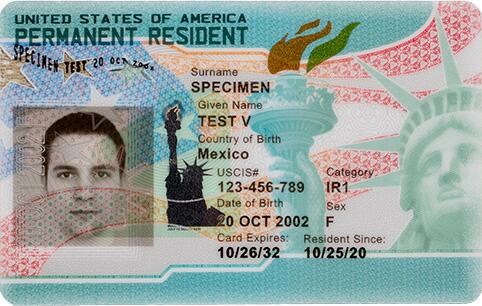 UNITED STATES OF AMERICA
PERMANENT RESIDENT
SPECIMEN TEST 20 OCT 2002
Surname
SPECIMEN
Given Name
TEST V
Country of Birth
Mexico
USCIS# Category
123-456-789 IR1
Date of Birth Sex
20 OCT 2002 F
Card Expires: Resident Since:
10/26/32 10/25/20